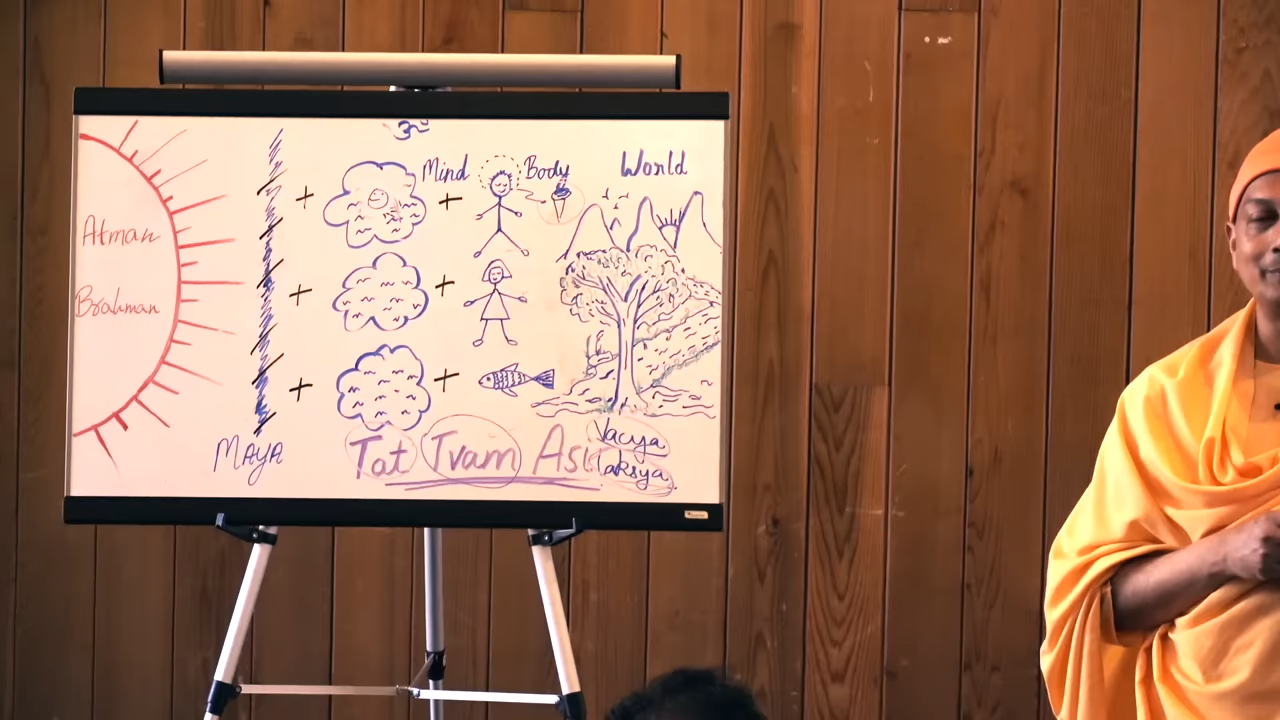 ॐ
Mind
Body
World
Atman
Brahman
MAYA
Tat Tvam Asi
Vacya
laksya